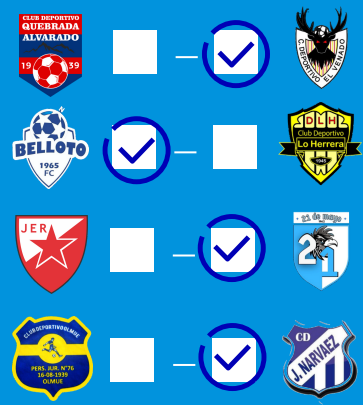 CLUB DEPORTIVO
QUEBRADA
ALVARADO
19 39
C. DEPORTIVO EL VENADO
BELLOTO
1965
FC
D L H
Club Deportivo
Lo Herrera
1945
JER
21 de mayo
21
CLUB DEPORTIVO OLMUE
PERS. JUR. N°76
16-08-1939
OLMUE
CD
J. NARVAEZ